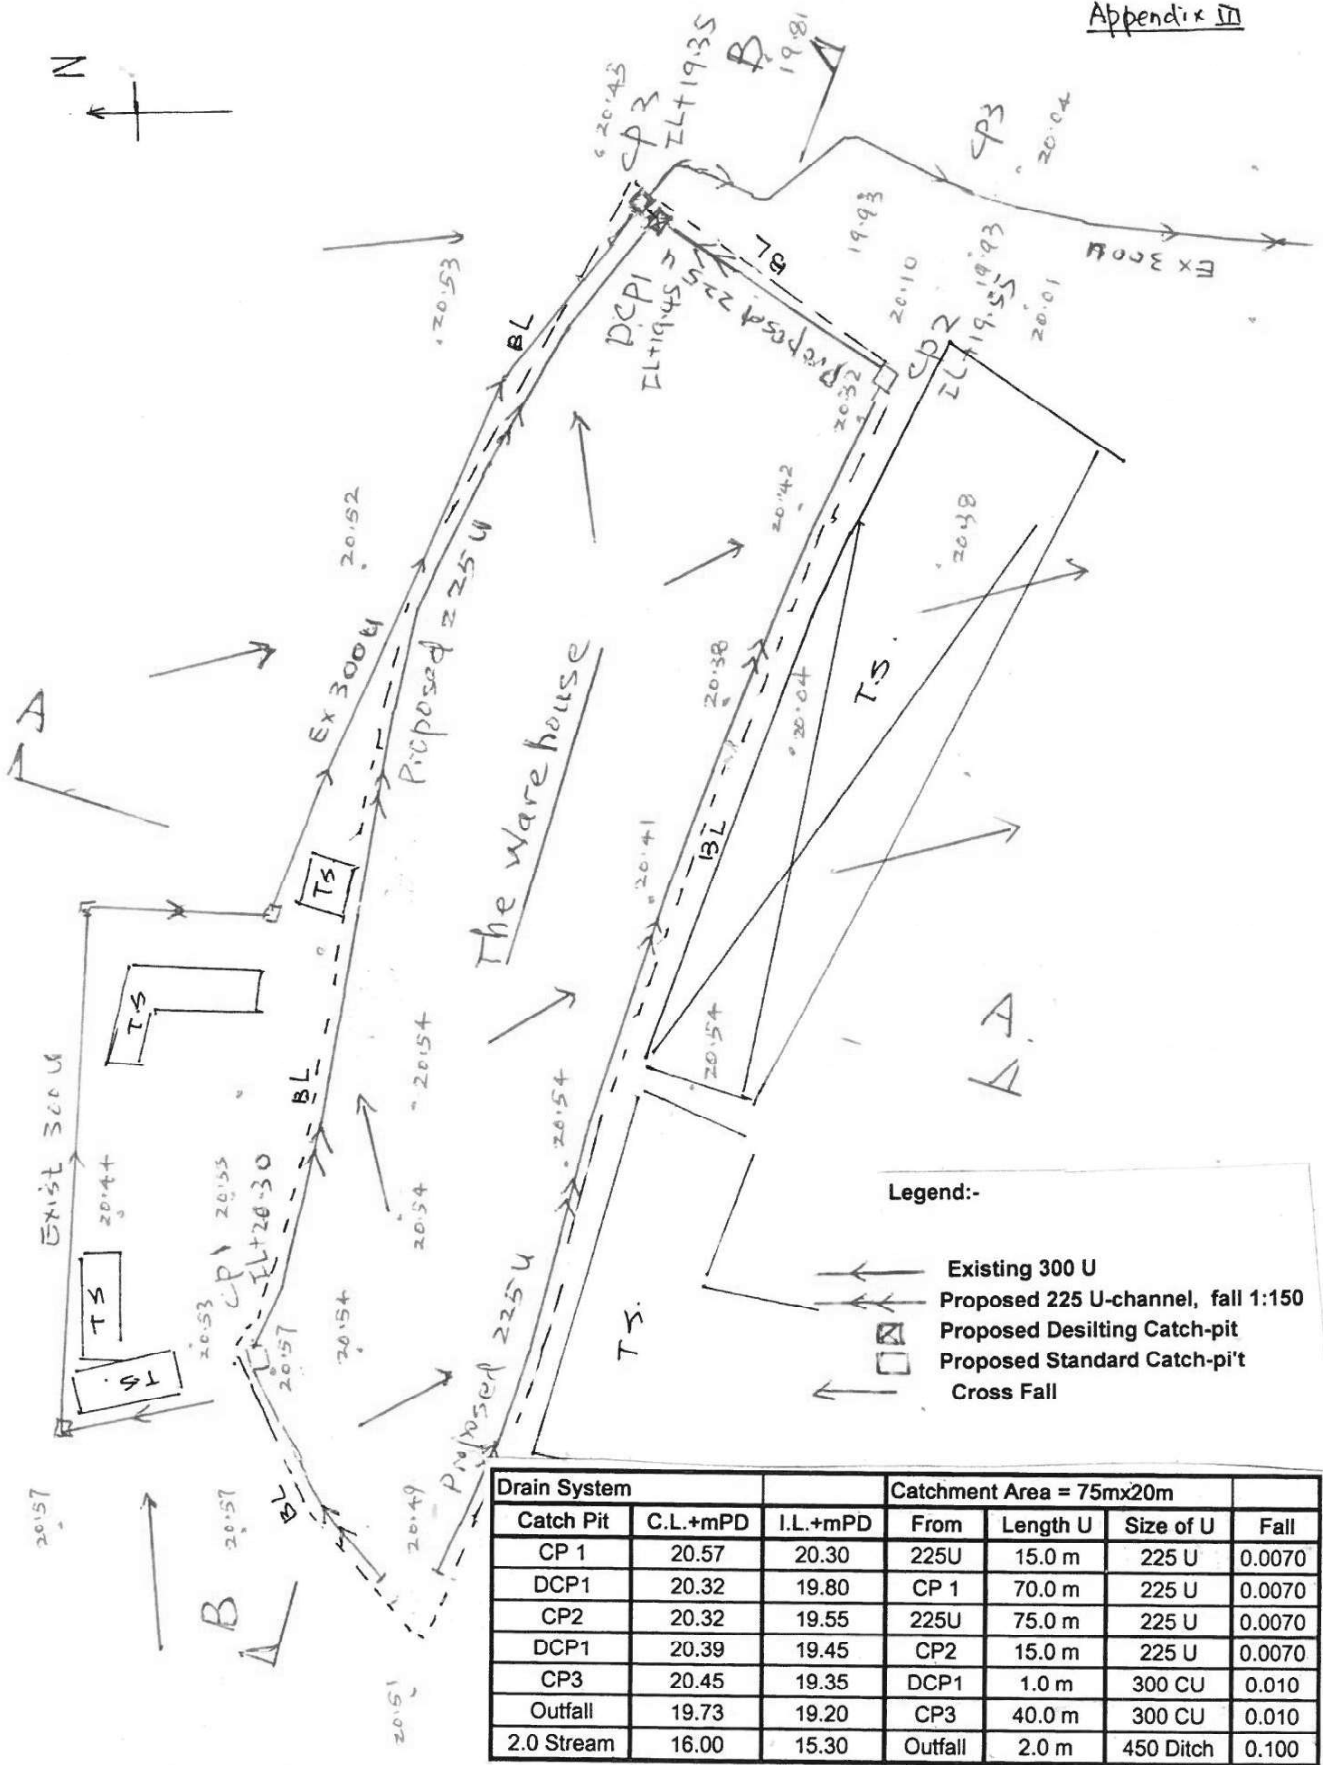 Appendix III
N
20.43
CP3
IL+19.35
B
19.81
CP3
20.04
20.53
BL
DCP1
IL+19.45
Proposed 225 U
BL
19.93
20.10
19.93
Ex 300U
CP2
IL+19.55
20.01
20.32
20.52
20.42
20.38
Ex 300U
Proposed 225U
A
The warehouse
20.38
20.04
T.S.
BL
20.41
TS
TS
20.54
20.54
20.54
A
Exist 300U
BL
20.44
20.53
CP1
IL+20.30
20.54
TS
20.53
20.57
20.54
TS.
T.S.
Proposed 225U
20.57
20.57
BL
20.49
B
20.51
Legend:-
Existing 300 U
Proposed 225 U-channel, fall 1:150
Proposed Desilting Catch-pit
Proposed Standard Catch-pi't
Cross Fall
Drain System Catchment Area = 75mx20m
Catch Pit C.L.+mPD I.L.+mPD From Length U Size of U Fall
CP 1 20.57 20.30 225U 15.0 m 225 U 0.0070
DCP1 20.32 19.80 CP 1 70.0 m 225 U 0.0070
CP2 20.32 19.55 225U 75.0 m 225 U 0.0070
DCP1 20.39 19.45 CP2 15.0 m 225 U 0.0070
CP3 20.45 19.35 DCP1 1.0 m 300 CU 0.010
Outfall 19.73 19.20 CP3 40.0 m 300 CU 0.010
2.0 Stream 16.00 15.30 Outfall 2.0 m 450 Ditch 0.100